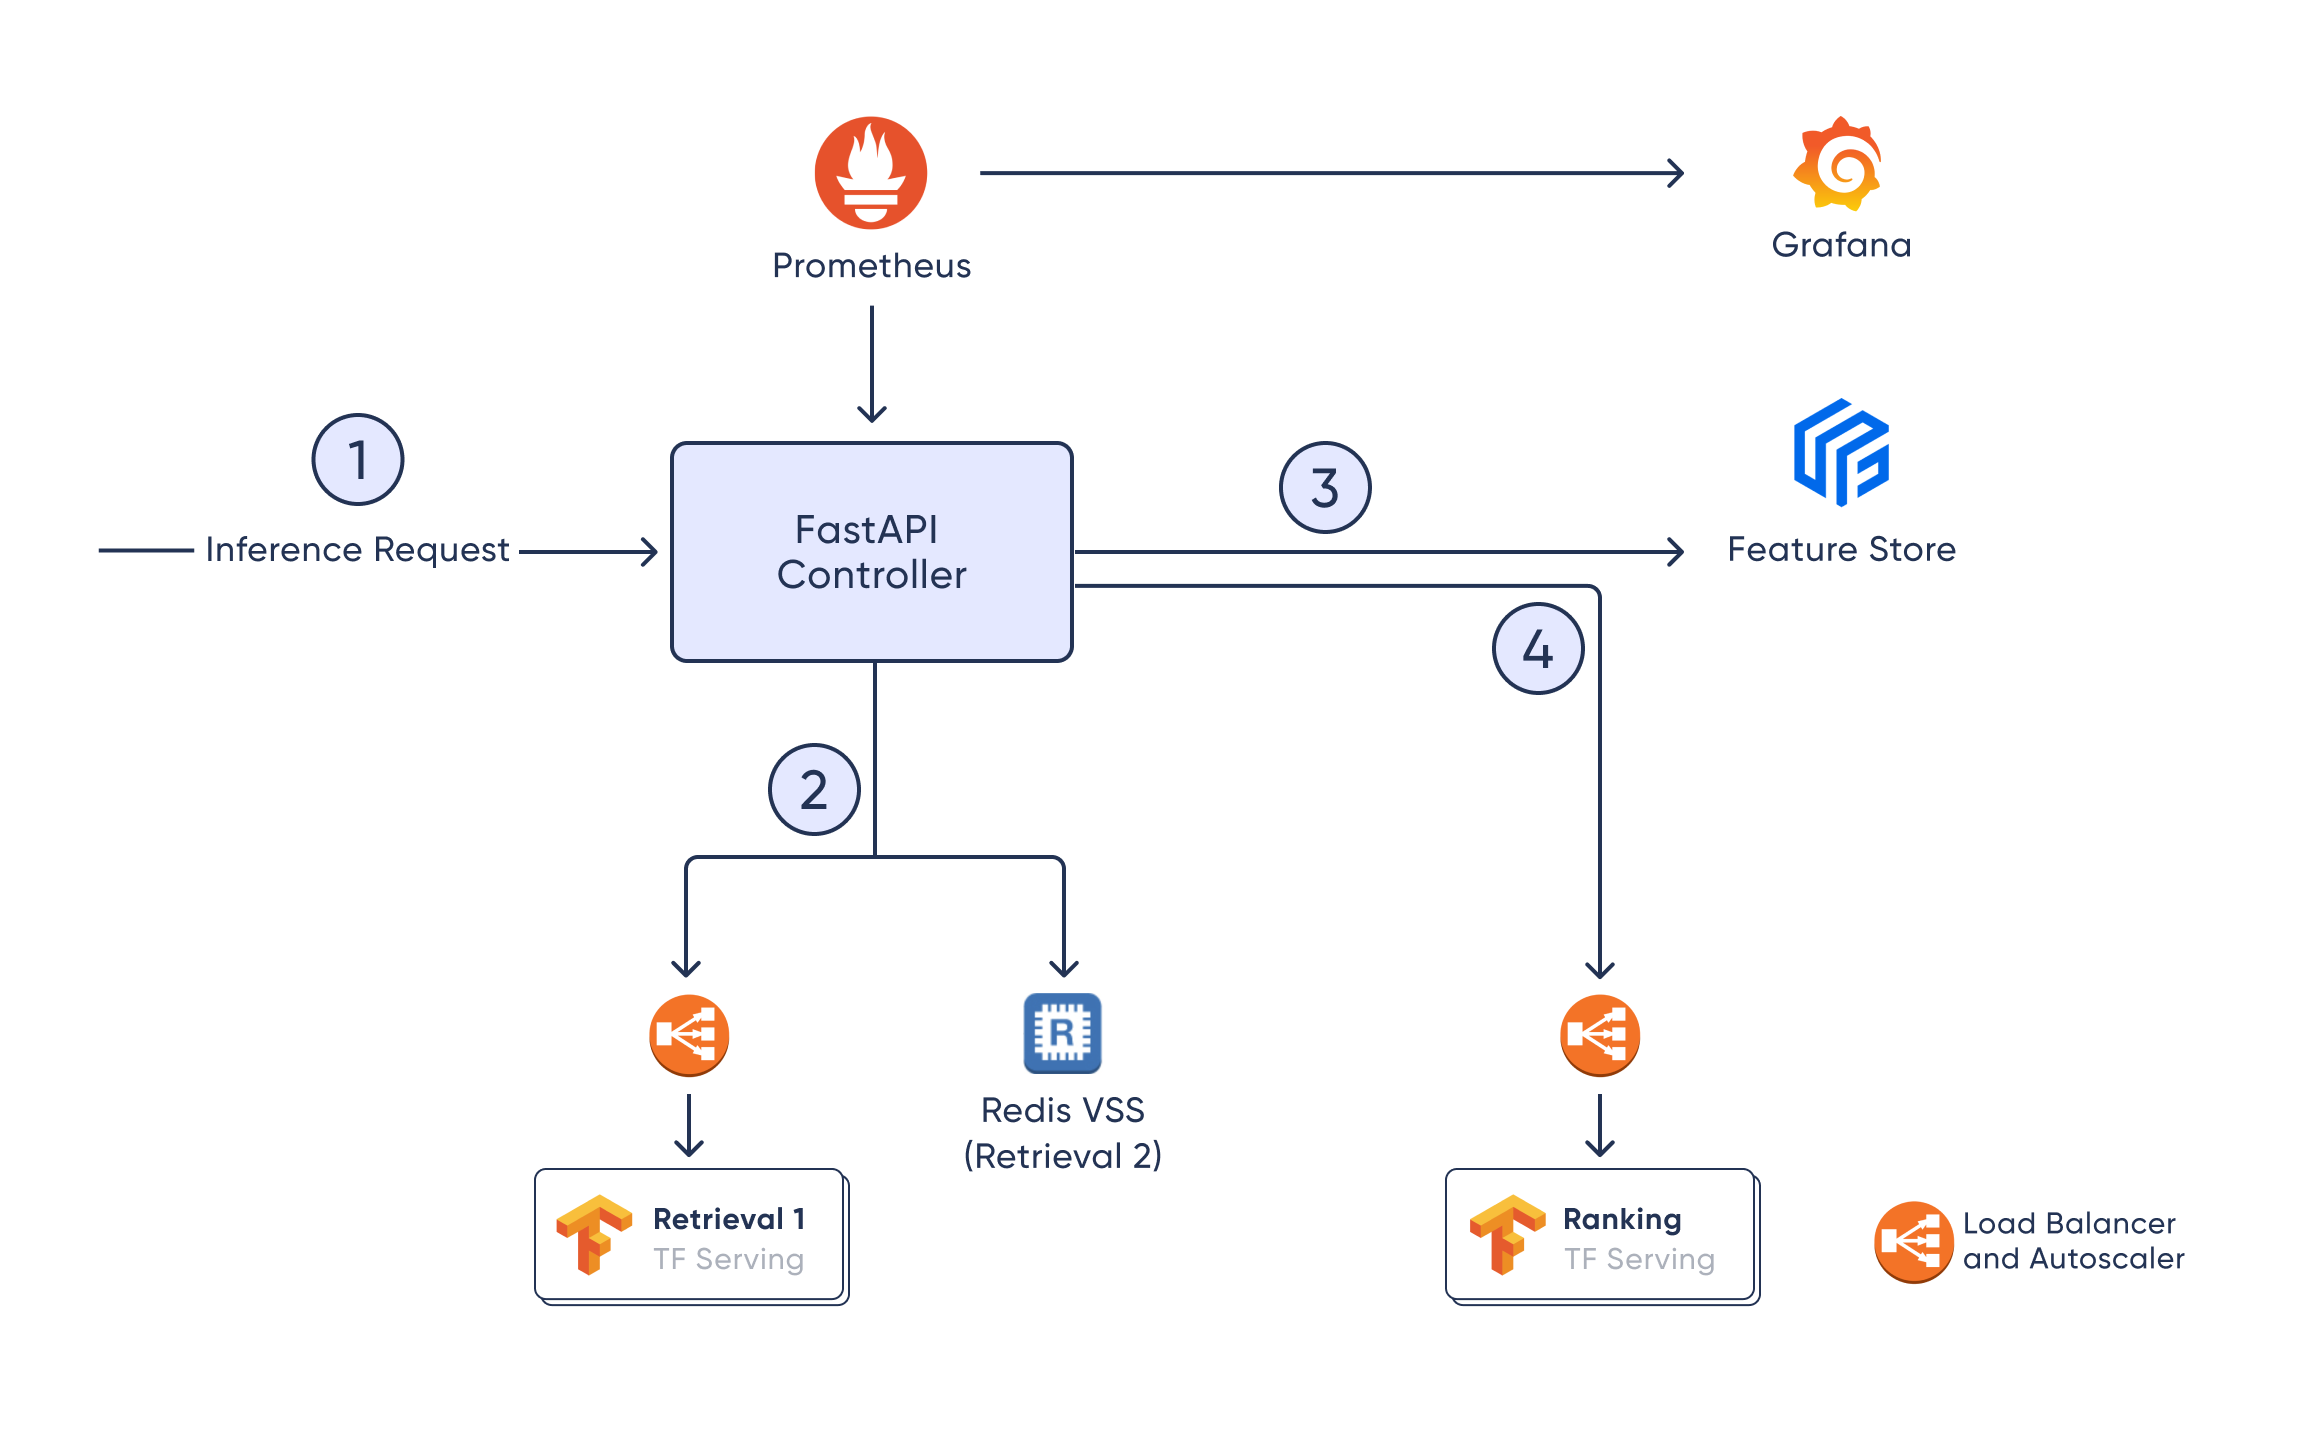 Prometheus
Grafana
1
Inference Request
FastAPI
Controller
3
Feature Store
4
2
R
Redis VSS
(Retrieval 2)
Retrieval 1
TF Serving
Ranking
TF Serving
Load Balancer
and Autoscaler